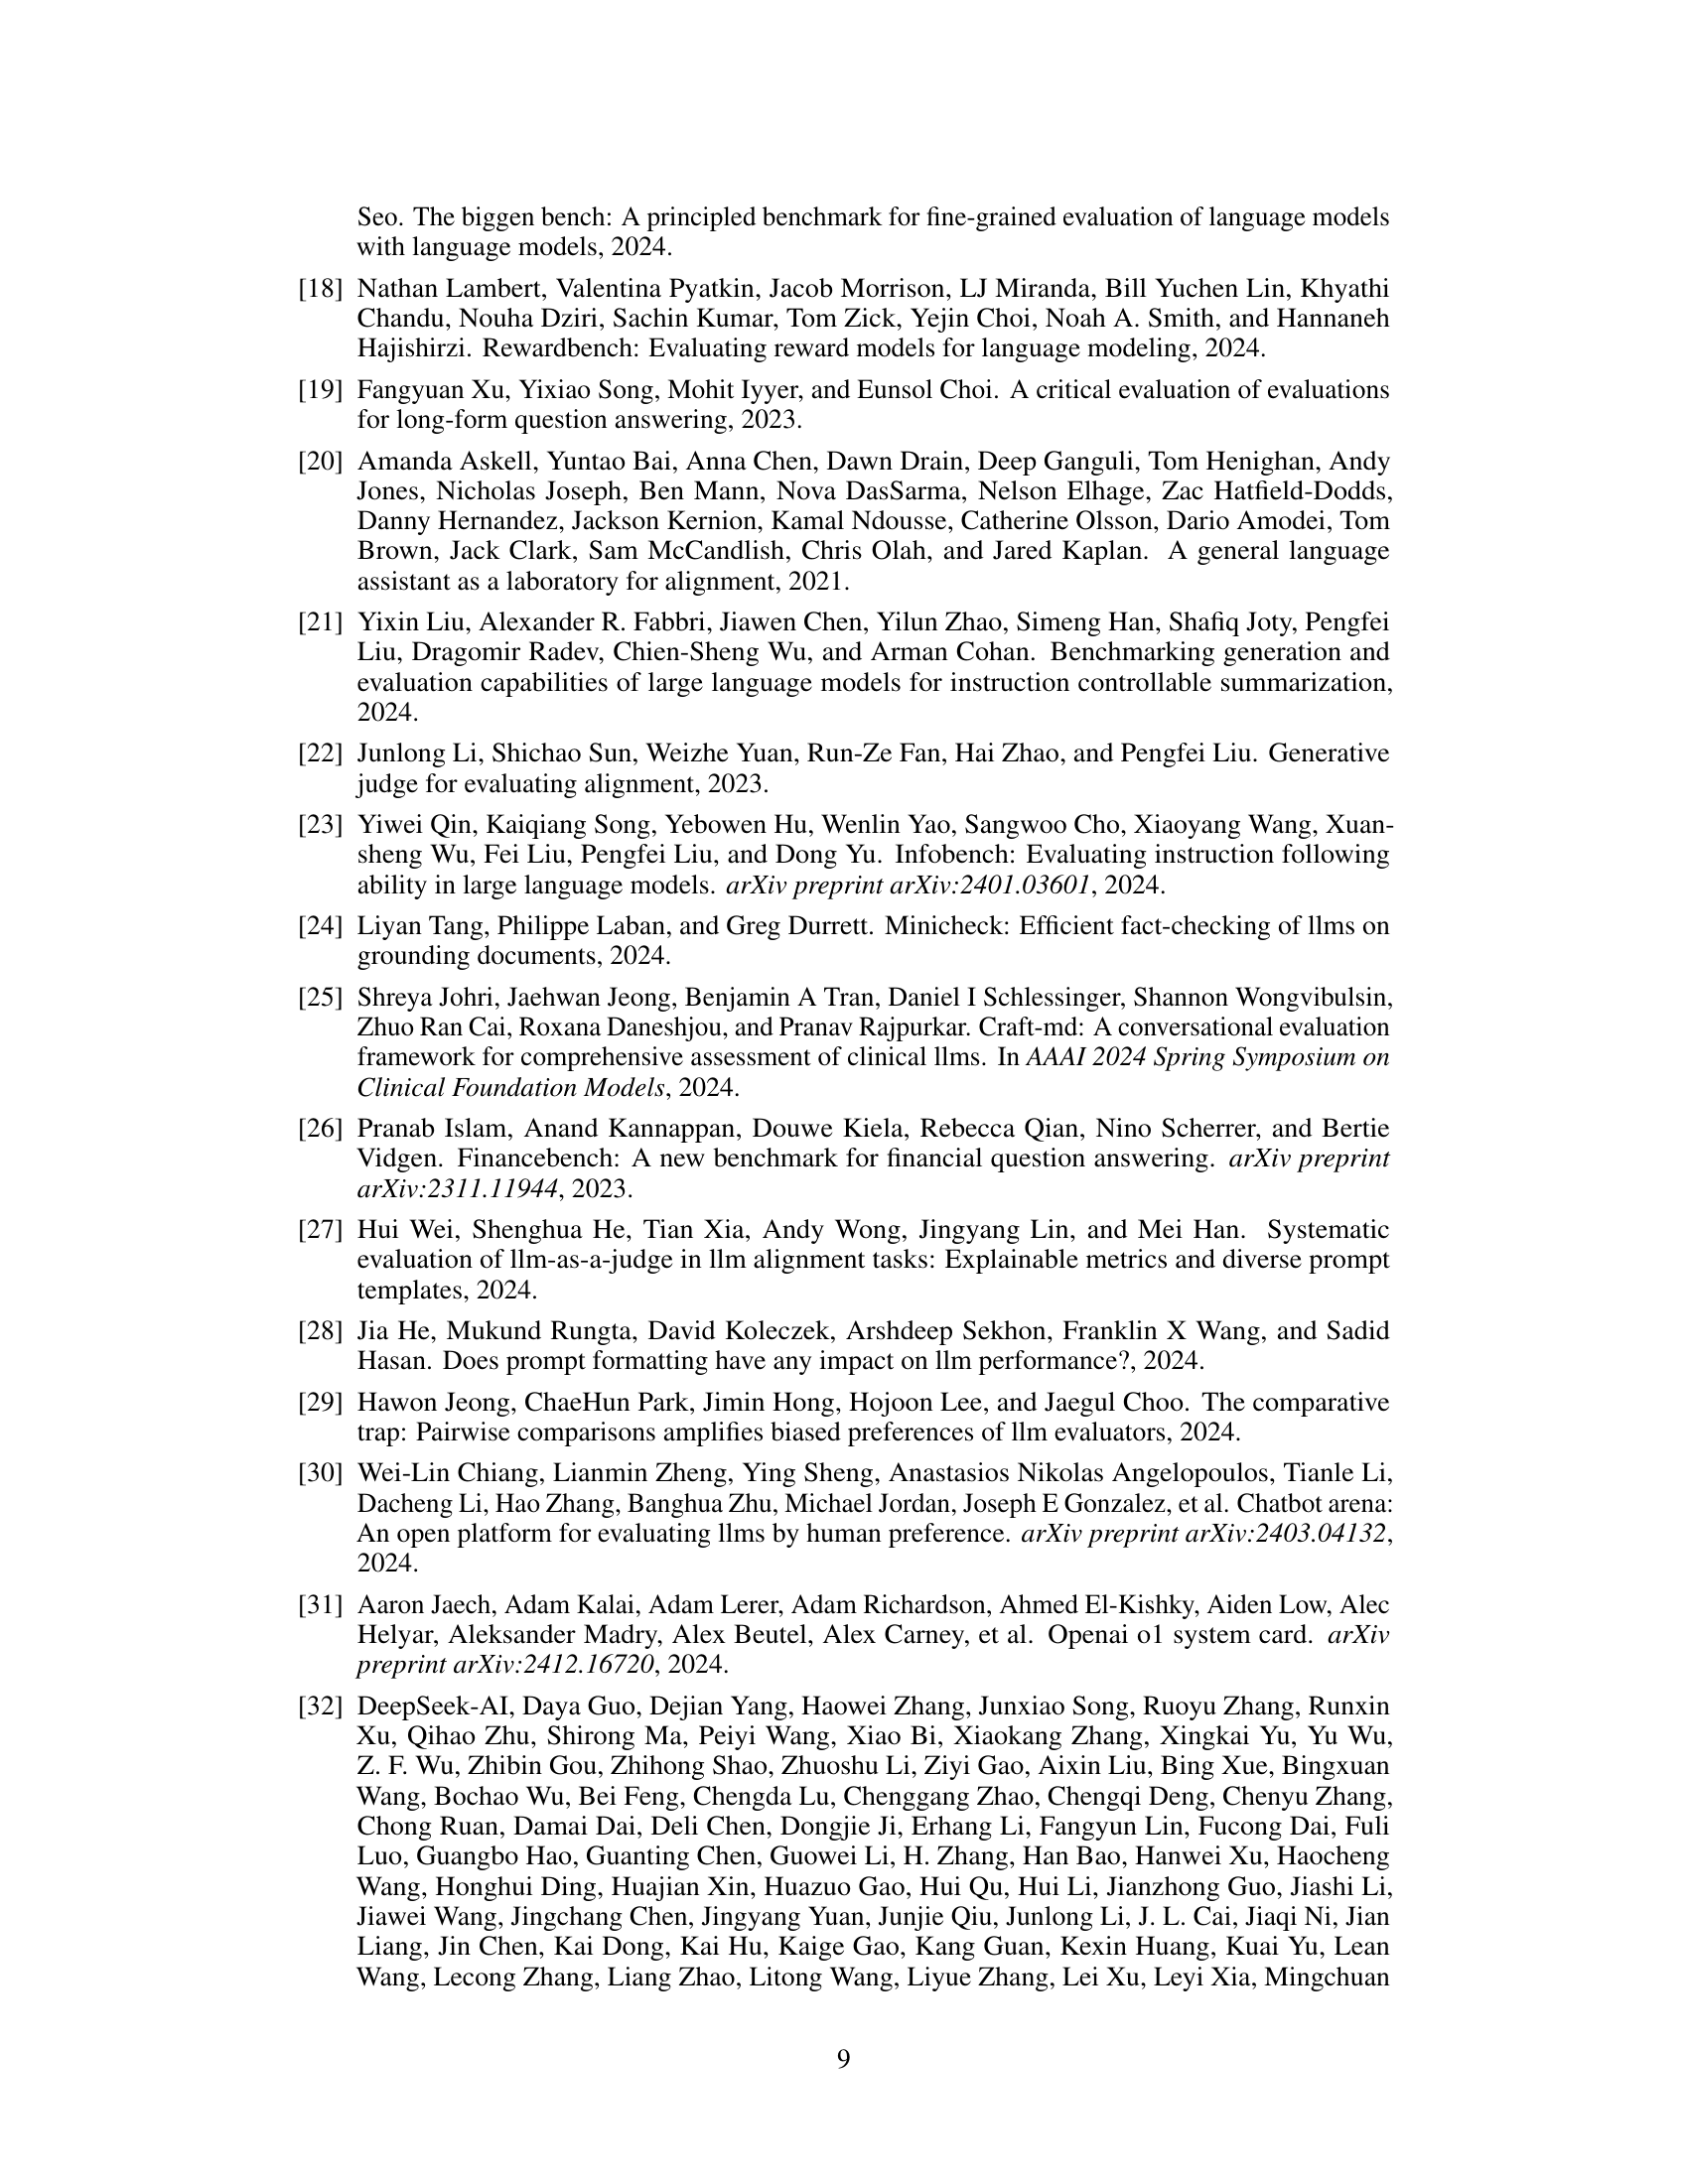 Seo. The biggen bench: A principled benchmark for fine-grained evaluation of language models
with language models, 2024.
[18] Nathan Lambert, Valentina Pyatkin, Jacob Morrison, LJ Miranda, Bill Yuchen Lin, Khyathi
Chandu, Nouha Dziri, Sachin Kumar, Tom Zick, Yejin Choi, Noah A. Smith, and Hannaneh
Hajishirzi. Rewardbench: Evaluating reward models for language modeling, 2024.
[19] Fangyuan Xu, Yixiao Song, Mohit Iyyer, and Eunsol Choi. A critical evaluation of evaluations
for long-form question answering, 2023.
[20] Amanda Askell, Yuntao Bai, Anna Chen, Dawn Drain, Deep Ganguli, Tom Henighan, Andy
Jones, Nicholas Joseph, Ben Mann, Nova DasSarma, Nelson Elhage, Zac Hatfield-Dodds,
Danny Hernandez, Jackson Kernion, Kamal Ndousse, Catherine Olsson, Dario Amodei, Tom
Brown, Jack Clark, Sam McCandlish, Chris Olah, and Jared Kaplan. A general language
assistant as a laboratory for alignment, 2021.
[21] Yixin Liu, Alexander R. Fabbri, Jiawen Chen, Yilun Zhao, Simeng Han, Shafiq Joty, Pengfei
Liu, Dragomir Radev, Chien-Sheng Wu, and Arman Cohan. Benchmarking generation and
evaluation capabilities of large language models for instruction controllable summarization,
2024.
[22] Junlong Li, Shichao Sun, Weizhe Yuan, Run-Ze Fan, Hai Zhao, and Pengfei Liu. Generative
judge for evaluating alignment, 2023.
[23] Yiwei Qin, Kaiqiang Song, Yebowen Hu, Wenlin Yao, Sangwoo Cho, Xiaoyang Wang, Xuan-
sheng Wu, Fei Liu, Pengfei Liu, and Dong Yu. Infobench: Evaluating instruction following
ability in large language models. arXiv preprint arXiv:2401.03601, 2024.
[24] Liyan Tang, Philippe Laban, and Greg Durrett. Minicheck: Efficient fact-checking of llms on
grounding documents, 2024.
[25] Shreya Johri, Jaehwan Jeong, Benjamin A Tran, Daniel I Schlessinger, Shannon Wongvibulsin,
Zhuo Ran Cai, Roxana Daneshjou, and Pranav Rajpurkar. Craft-md: A conversational evaluation
framework for comprehensive assessment of clinical llms. In AAAI 2024 Spring Symposium on
Clinical Foundation Models, 2024.
[26] Pranab Islam, Anand Kannappan, Douwe Kiela, Rebecca Qian, Nino Scherrer, and Bertie
Vidgen. Financebench: A new benchmark for financial question answering. arXiv preprint
arXiv:2311.11944, 2023.
[27] Hui Wei, Shenghua He, Tian Xia, Andy Wong, Jingyang Lin, and Mei Han. Systematic
evaluation of llm-as-a-judge in llm alignment tasks: Explainable metrics and diverse prompt
templates, 2024.
[28] Jia He, Mukund Rungta, David Koleczek, Arshdeep Sekhon, Franklin X Wang, and Sadid
Hasan. Does prompt formatting have any impact on llm performance?, 2024.
[29] Hawon Jeong, ChaeHun Park, Jimin Hong, Hojoon Lee, and Jaegul Choo. The comparative
trap: Pairwise comparisons amplifies biased preferences of llm evaluators, 2024.
[30] Wei-Lin Chiang, Lianmin Zheng, Ying Sheng, Anastasios Nikolas Angelopoulos, Tianle Li,
Dacheng Li, Hao Zhang, Banghua Zhu, Michael Jordan, Joseph E Gonzalez, et al. Chatbot arena:
An open platform for evaluating llms by human preference. arXiv preprint arXiv:2403.04132,
2024.
[31] Aaron Jaech, Adam Kalai, Adam Lerer, Adam Richardson, Ahmed El-Kishky, Aiden Low, Alec
Helyar, Aleksander Madry, Alex Beutel, Alex Carney, et al. Openai o1 system card. arXiv
preprint arXiv:2412.16720, 2024.
[32] DeepSeek-AI, Daya Guo, Dejian Yang, Haowei Zhang, Junxiao Song, Ruoyu Zhang, Runxin
Xu, Qihao Zhu, Shirong Ma, Peiyi Wang, Xiao Bi, Xiaokang Zhang, Xingkai Yu, Yu Wu,
Z. F. Wu, Zhibin Gou, Zhihong Shao, Zhuoshu Li, Ziyi Gao, Aixin Liu, Bing Xue, Bingxuan
Wang, Bochao Wu, Bei Feng, Chengda Lu, Chenggang Zhao, Chengqi Deng, Chenyu Zhang,
Chong Ruan, Damai Dai, Deli Chen, Dongjie Ji, Erhang Li, Fangyun Lin, Fucong Dai, Fuli
Luo, Guangbo Hao, Guanting Chen, Guowei Li, H. Zhang, Han Bao, Hanwei Xu, Haocheng
Wang, Honghui Ding, Huajian Xin, Huazuo Gao, Hui Qu, Hui Li, Jianzhong Guo, Jiashi Li,
Jiawei Wang, Jingchang Chen, Jingyang Yuan, Junjie Qiu, Junlong Li, J. L. Cai, Jiaqi Ni, Jian
Liang, Jin Chen, Kai Dong, Kai Hu, Kaige Gao, Kang Guan, Kexin Huang, Kuai Yu, Lean
Wang, Lecong Zhang, Liang Zhao, Litong Wang, Liyue Zhang, Lei Xu, Leyi Xia, Mingchuan
9